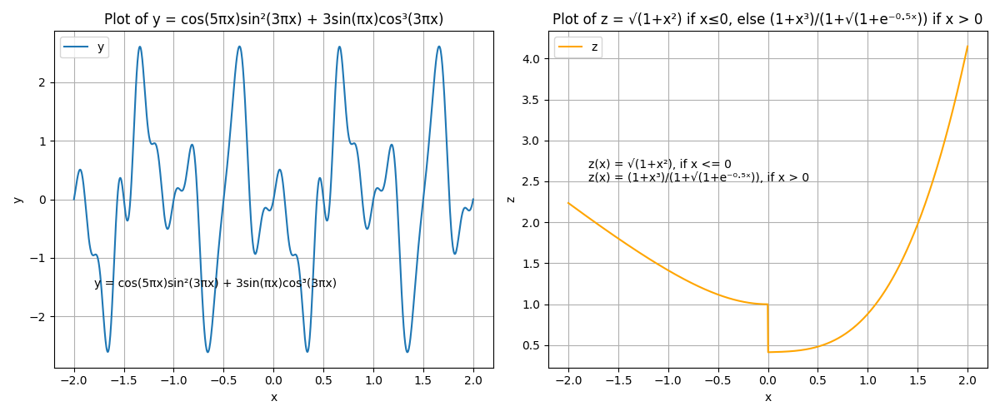 Plot of y = cos(5πx)sin²(3πx) + 3sin(πx)cos³(3πx)
y
2
1
0
−1
−2
y
y = cos(5πx)sin²(3πx) + 3sin(πx)cos³(3πx)
−2.0 −1.5 −1.0 −0.5 0.0 0.5 1.0 1.5 2.0
x
Plot of z = √(1+x²) if x≤0, else (1+x³)/(1+√(1+e⁻⁰·⁵ˣ)) if x > 0
z
4.0
3.5
3.0
2.5
2.0
1.5
1.0
0.5
z
z(x) = √(1+x²), if x <= 0
z(x) = (1+x³)/(1+√(1+e⁻⁰·⁵ˣ)), if x > 0
−2.0 −1.5 −1.0 −0.5 0.0 0.5 1.0 1.5 2.0
x